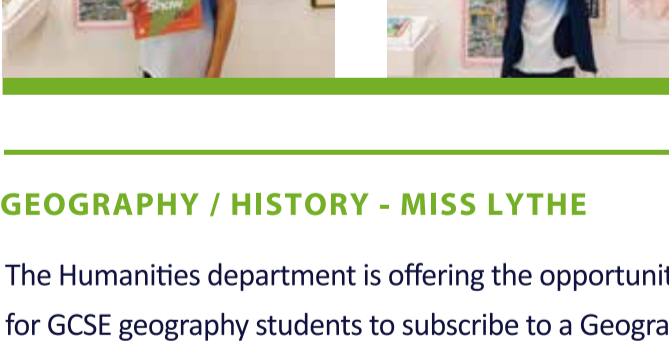 Show
GEOGRAPHY / HISTORY - MISS LYTHE
The Humanities department is offering the opportunit
for GCSE geography students to subscribe to a Geogra